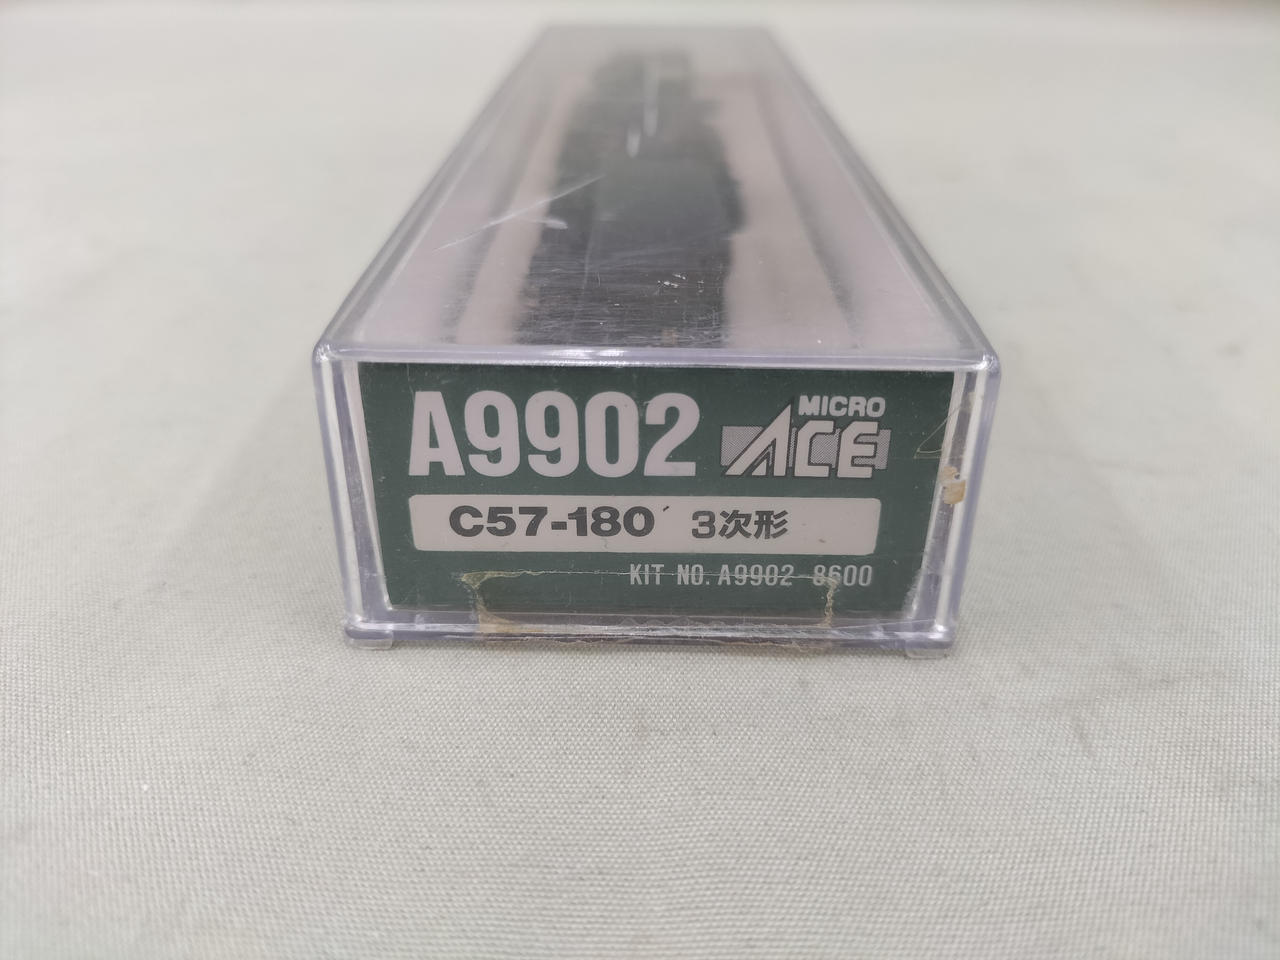 A9902 MICRO ACE
C57-180 3次形
KIT NO. A9902 8600